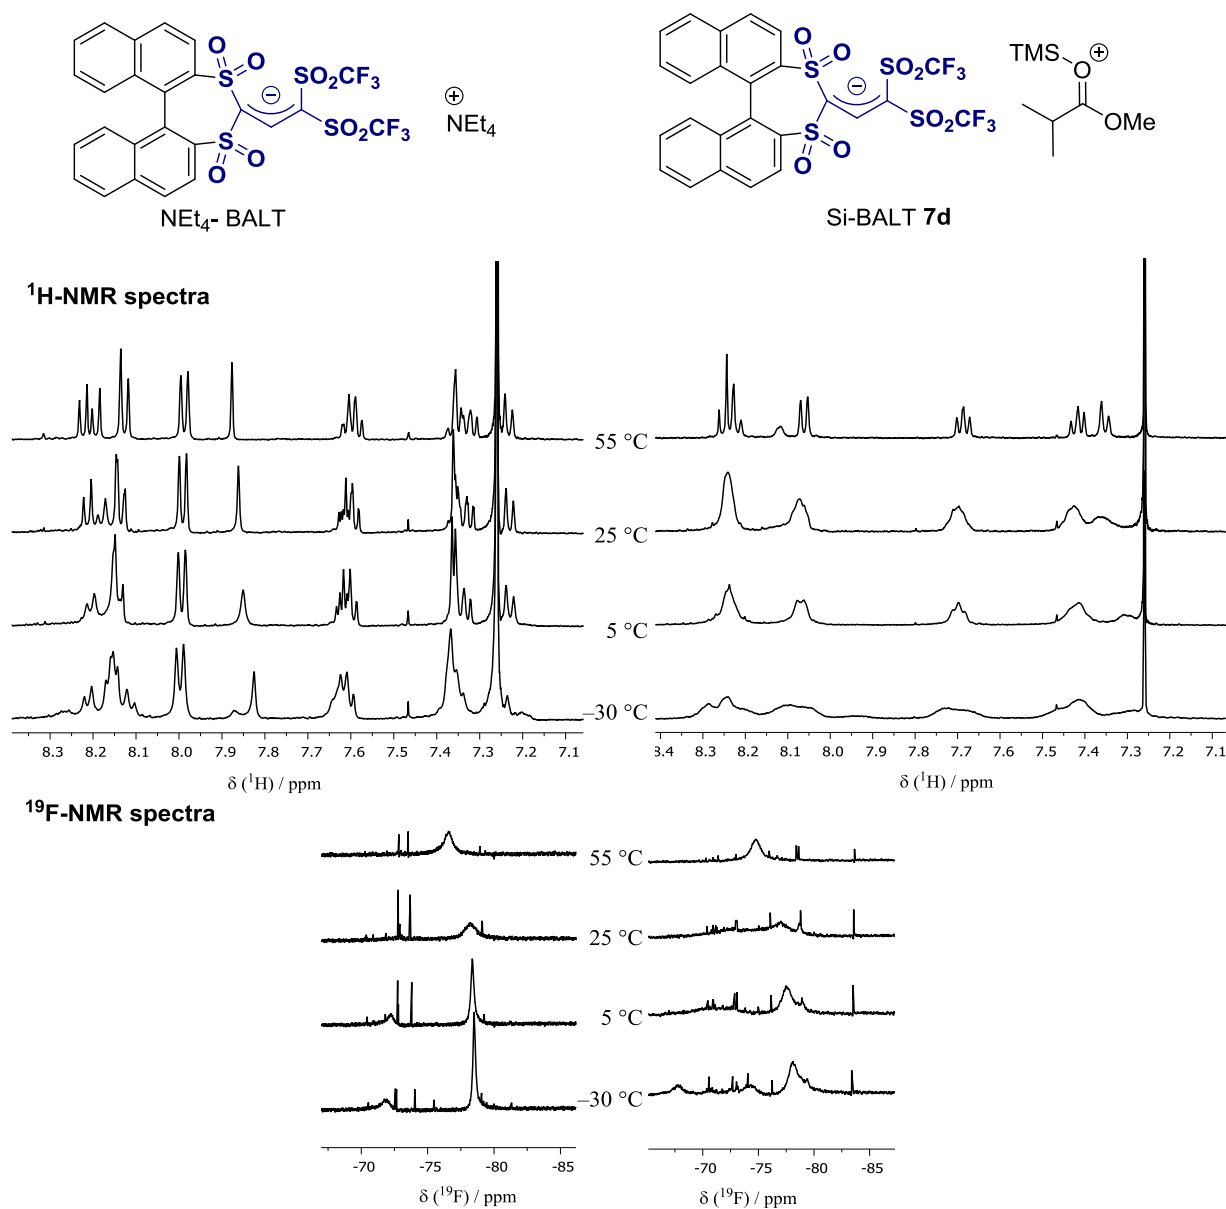 O O
S
SO₂CF₃
⊖
SO₂CF₃
S
O O
⊕
NEt₄
NEt₄- BALT
O O
S
SO₂CF₃
⊖
SO₂CF₃
S
O O
TMS O ⊕
OMe
Si-BALT 7d
¹H-NMR spectra
55 °C
25 °C
5 °C
–30 °C
8.3 8.2 8.1 8.0 7.9 7.8 7.7 7.6 7.5 7.4 7.3 7.2 7.1
δ (¹H) / ppm
3.4 8.3 8.2 8.1 8.0 7.9 7.8 7.7 7.6 7.5 7.4 7.3 7.2 7.1
δ (¹H) / ppm
¹⁹F-NMR spectra
55 °C
25 °C
5 °C
–30 °C
-70 -75 -80 -85
δ (¹⁹F) / ppm
-70 -75 -80 -85
δ (¹⁹F) / ppm